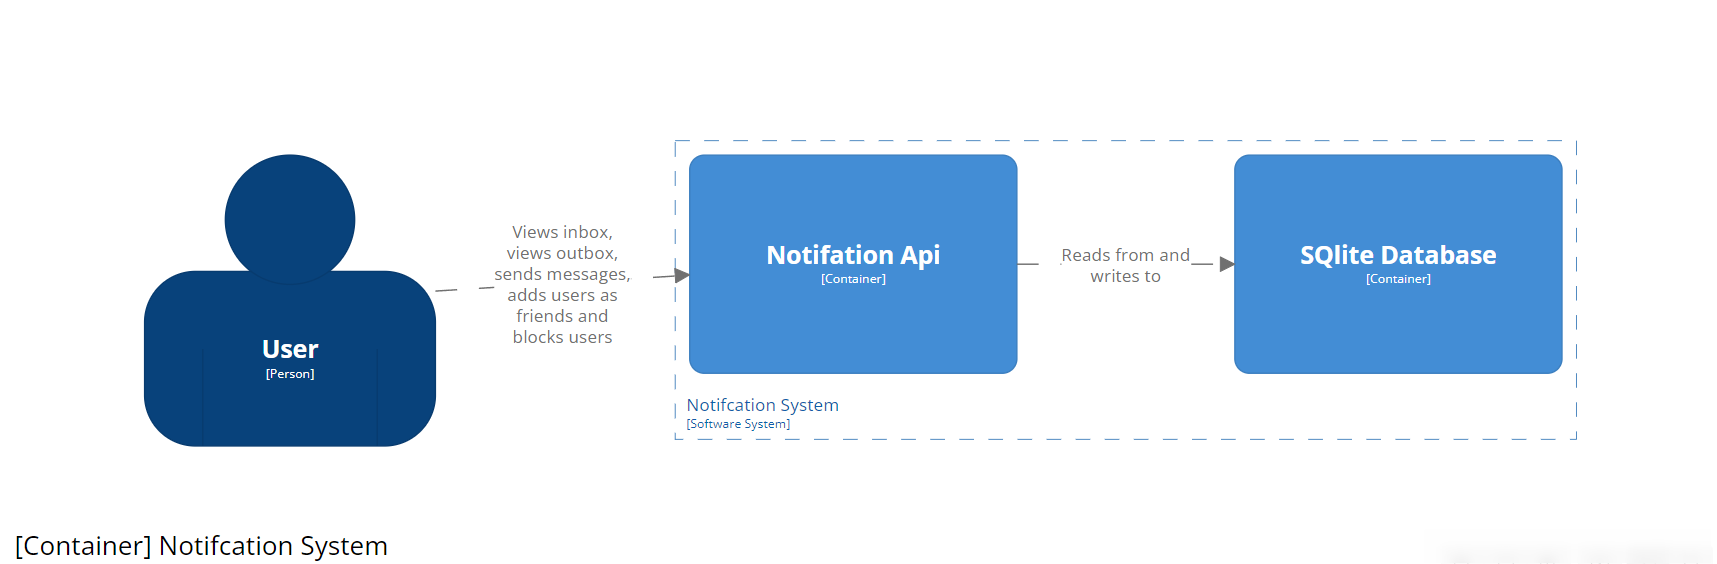 Views inbox,
views outbox,
sends messages,
adds users as
friends and
blocks users
User
[Person]
Notifation Api
[Container]
Reads from and
writes to
SQlite Database
[Container]
Notifcation System
[Software System]
[Container] Notifcation System